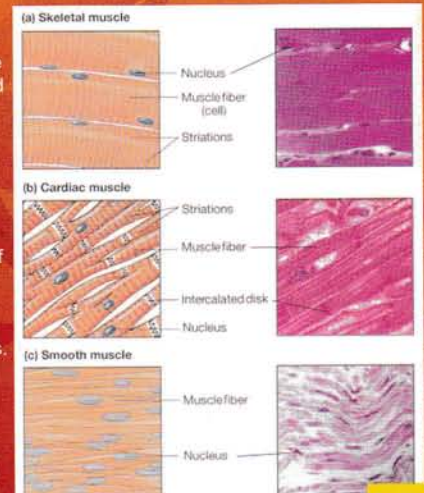 (a) Skeletal muscle
Nucleus
Muscle fiber
(cell)
Striations
(b) Cardiac muscle
Striations
Muscle fiber
Intercalated disk
Nucleus
(c) Smooth muscle
Muscle fiber
Nucleus